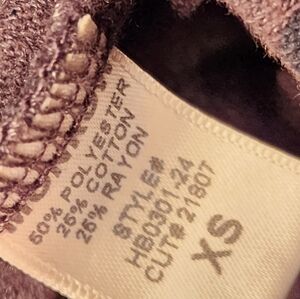 50% POLYESTER
25% COTTON
25% RAYON
STYLE#
HB0301-24
CUT# 21807
XS